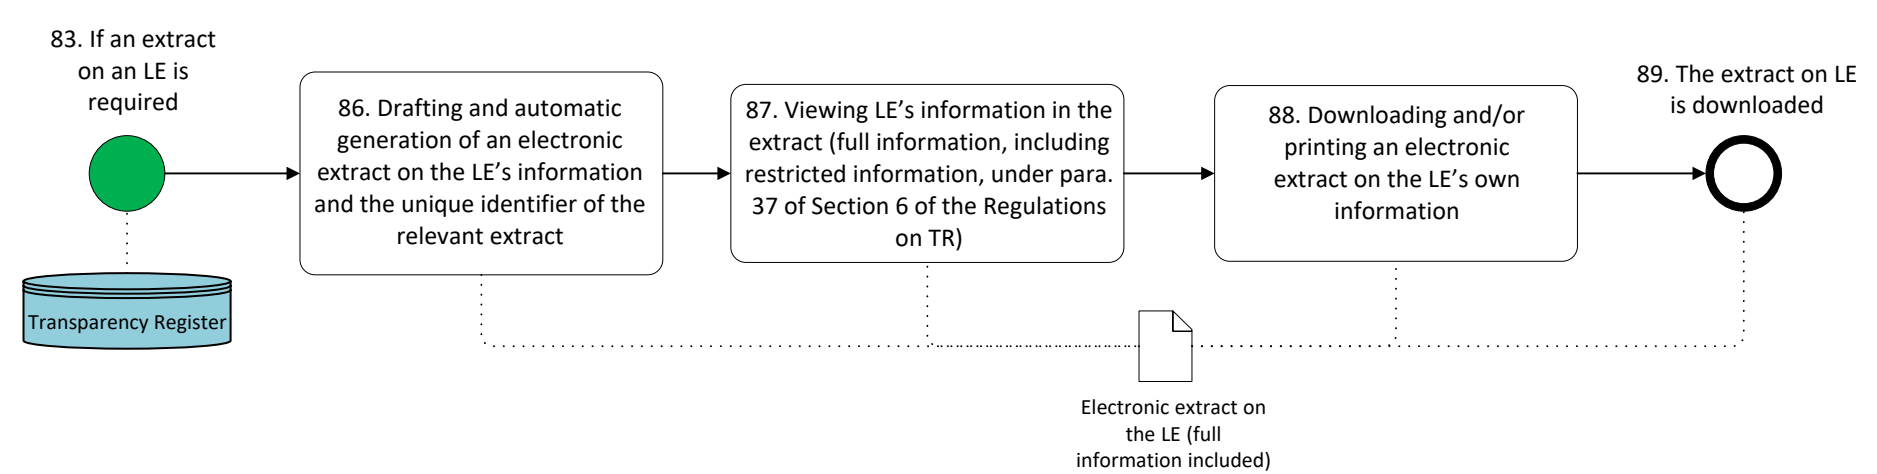 83. If an extract
on an LE is
required
86. Drafting and automatic
generation of an electronic
extract on the LE’s information
and the unique identifier of the
relevant extract
87. Viewing LE’s information in the
extract (full information, including
restricted information, under para.
37 of Section 6 of the Regulations
on TR)
88. Downloading and/or
printing an electronic
extract on the LE’s own
information
89. The extract on LE
is downloaded
Transparency Register
Electronic extract on
the LE (full
information included)